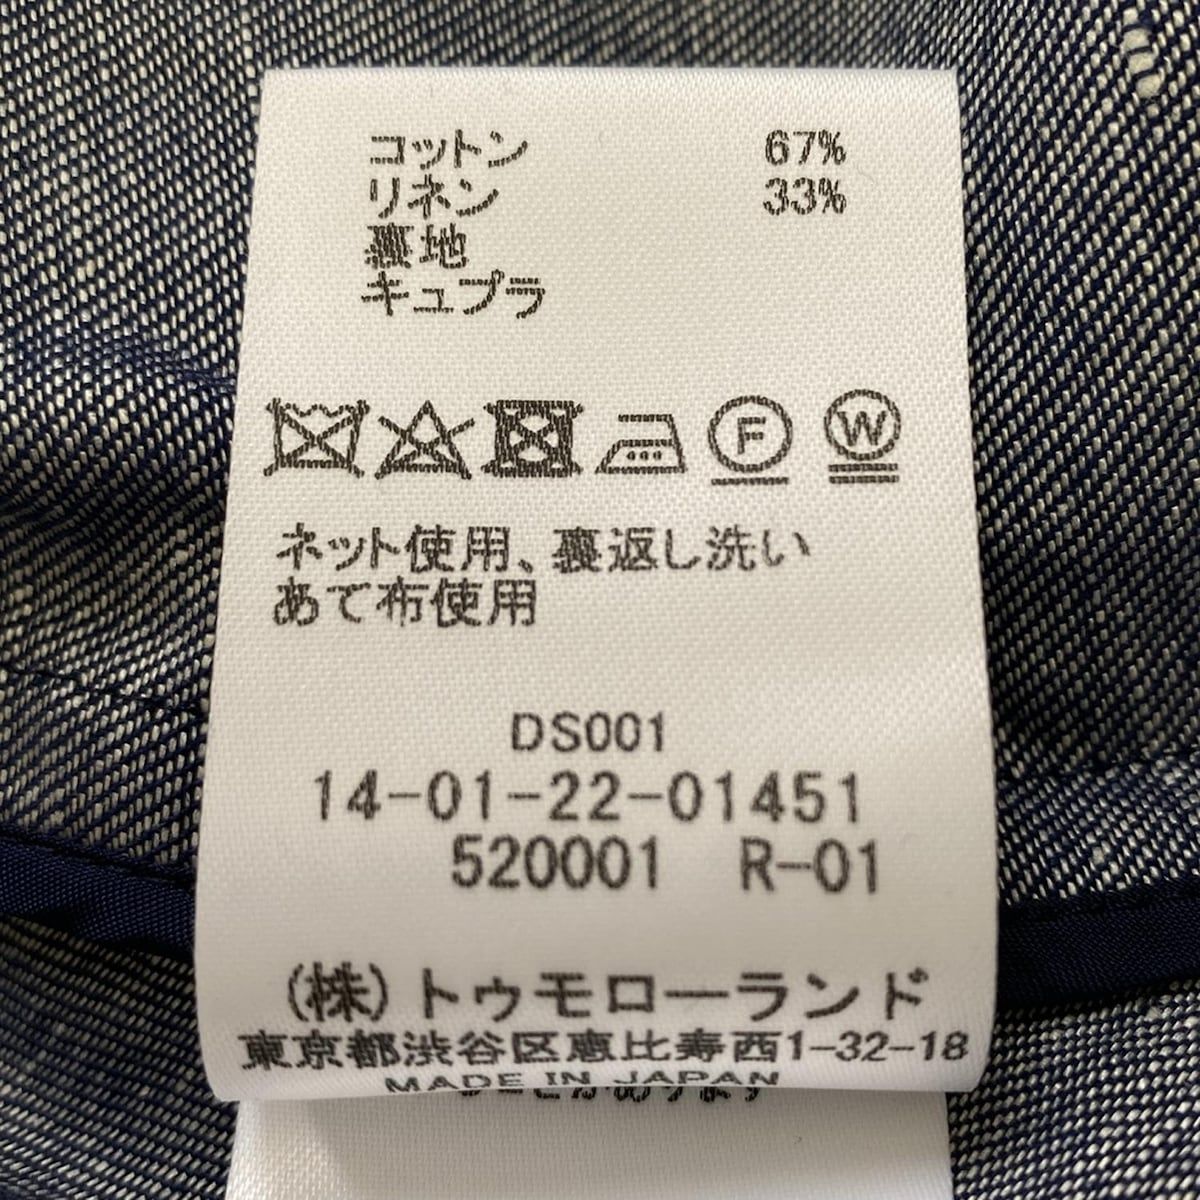 コットン 67%
リネン 33%
裏地
キュプラ
F W
ネット使用、裏返し洗い
あて布使用
DS001
14-01-22-01451
520001 R-01
(株)トゥモローランド
東京都渋谷区恵比寿西1-32-18
MADE IN JAPAN